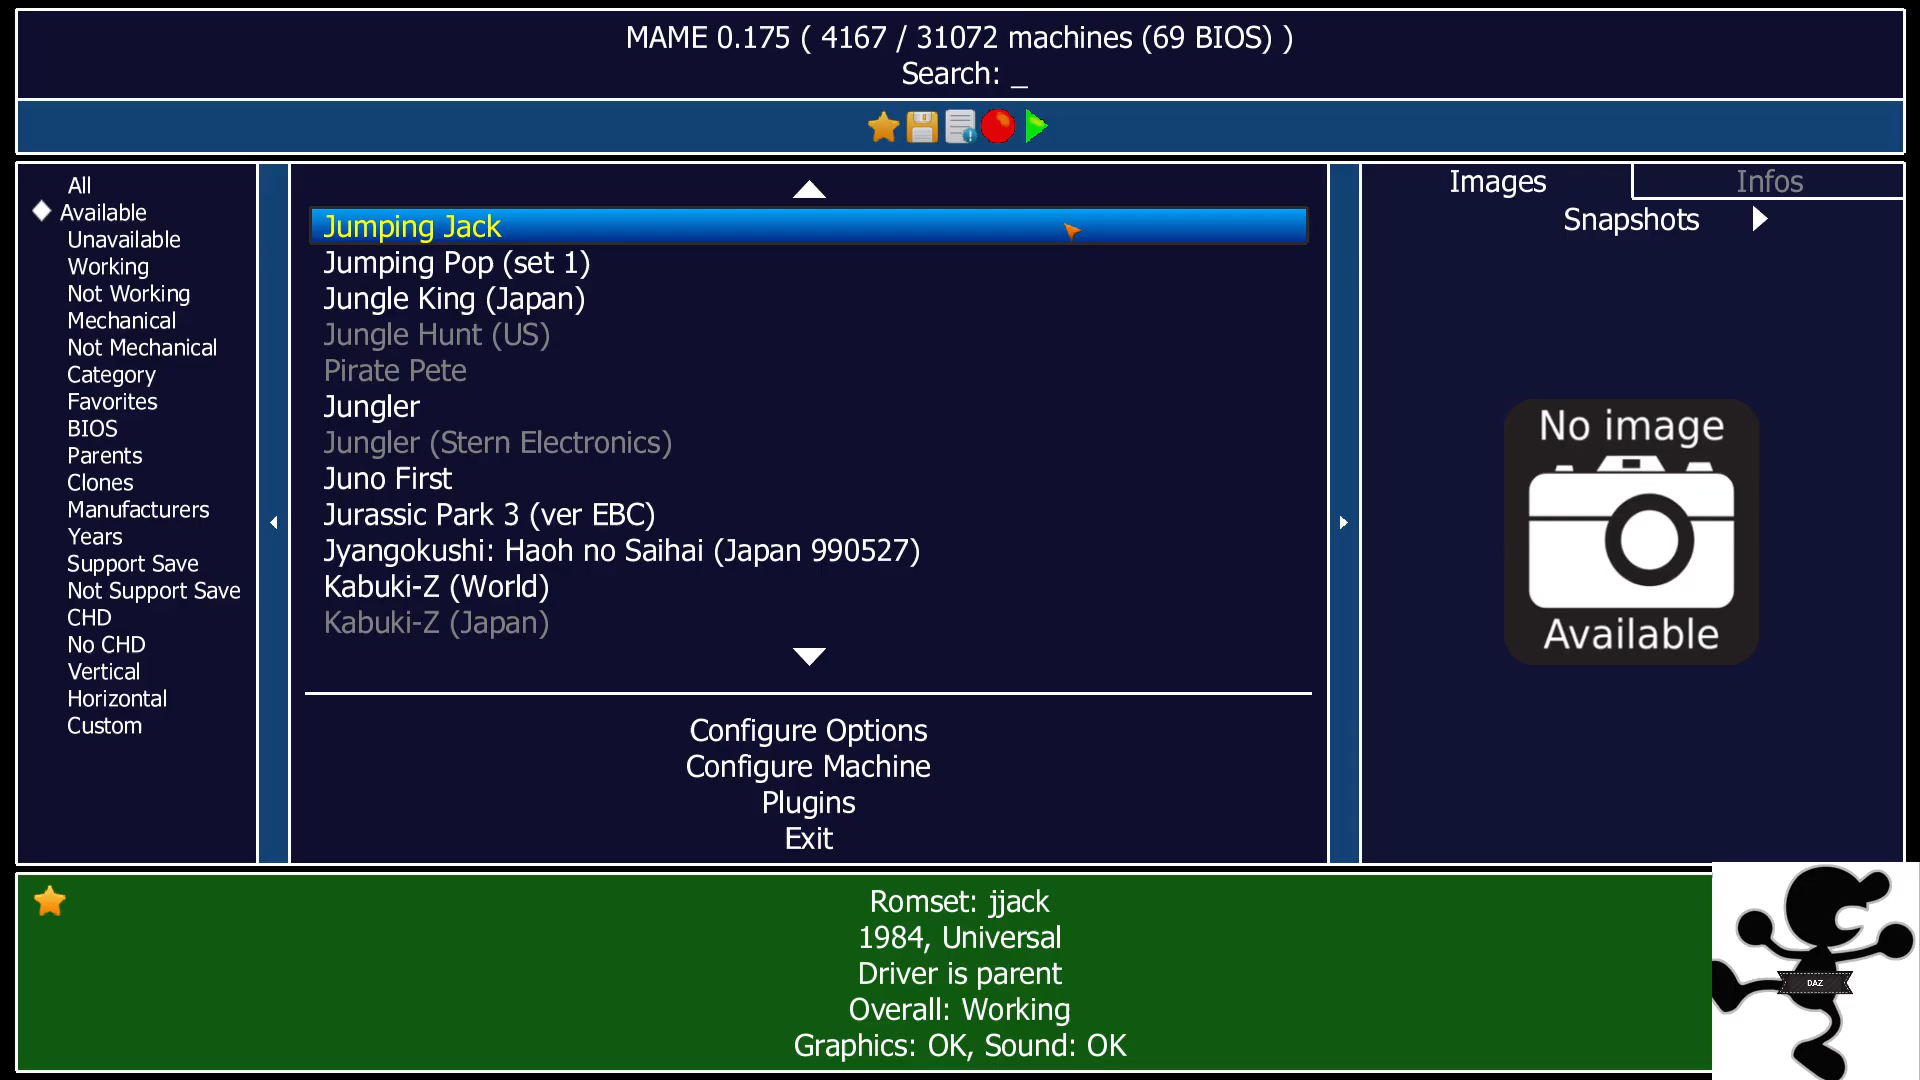 MAME 0.175 ( 4167 / 31072 machines (69 BIOS) )
Search: _
All
Available
Unavailable
Working
Not Working
Mechanical
Not Mechanical
Category
Favorites
BIOS
Parents
Clones
Manufacturers
Years
Support Save
Not Support Save
CHD
No CHD
Vertical
Horizontal
Custom
Jumping Jack
Jumping Pop (set 1)
Jungle King (Japan)
Jungle Hunt (US)
Pirate Pete
Jungler
Jungler (Stern Electronics)
Juno First
Jurassic Park 3 (ver EBC)
Jyangokushi: Haoh no Saihai (Japan 990527)
Kabuki-Z (World)
Kabuki-Z (Japan)
Configure Options
Configure Machine
Plugins
Exit
Images
Infos
Snapshots
No image
Available
Romset: jjack
1984, Universal
Driver is parent
Overall: Working
Graphics: OK, Sound: OK
DAZ